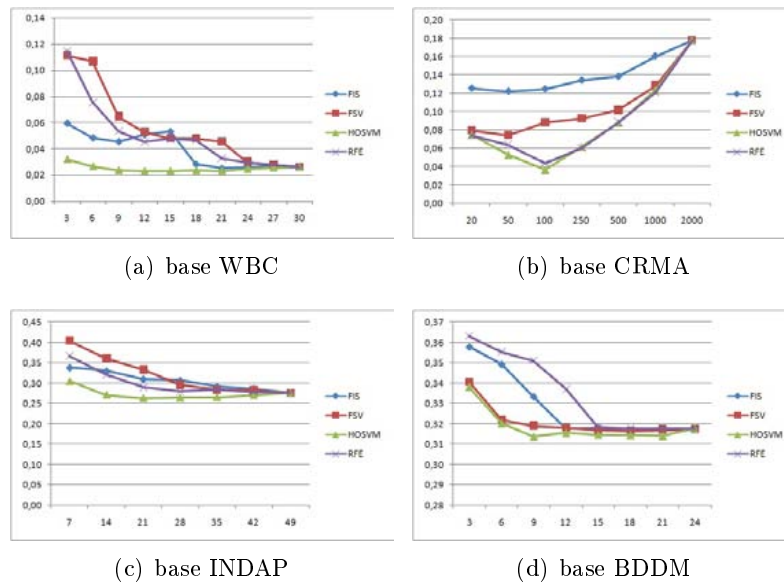 0,14
0,12
0,10
0,08
0,06
0,04
0,02
0,00
3 6 9 12 15 18 21 24 27 30
FIS
FSV
HOSVM
RFE
(a) base WBC
0,20
0,18
0,16
0,14
0,12
0,10
0,08
0,06
0,04
0,02
0,00
20 50 100 250 500 1000 2000
FIS
FSV
HOSVM
RFE
(b) base CRMA
0,45
0,40
0,35
0,30
0,25
0,20
0,15
0,10
0,05
0,00
7 14 21 28 35 42 49
FIS
FSV
HOSVM
RFE
(c) base INDAP
0,37
0,36
0,35
0,34
0,33
0,32
0,31
0,30
0,29
0,28
3 6 9 12 15 18 21 24
FIS
FSV
HOSVM
RFE
(d) base BDDM